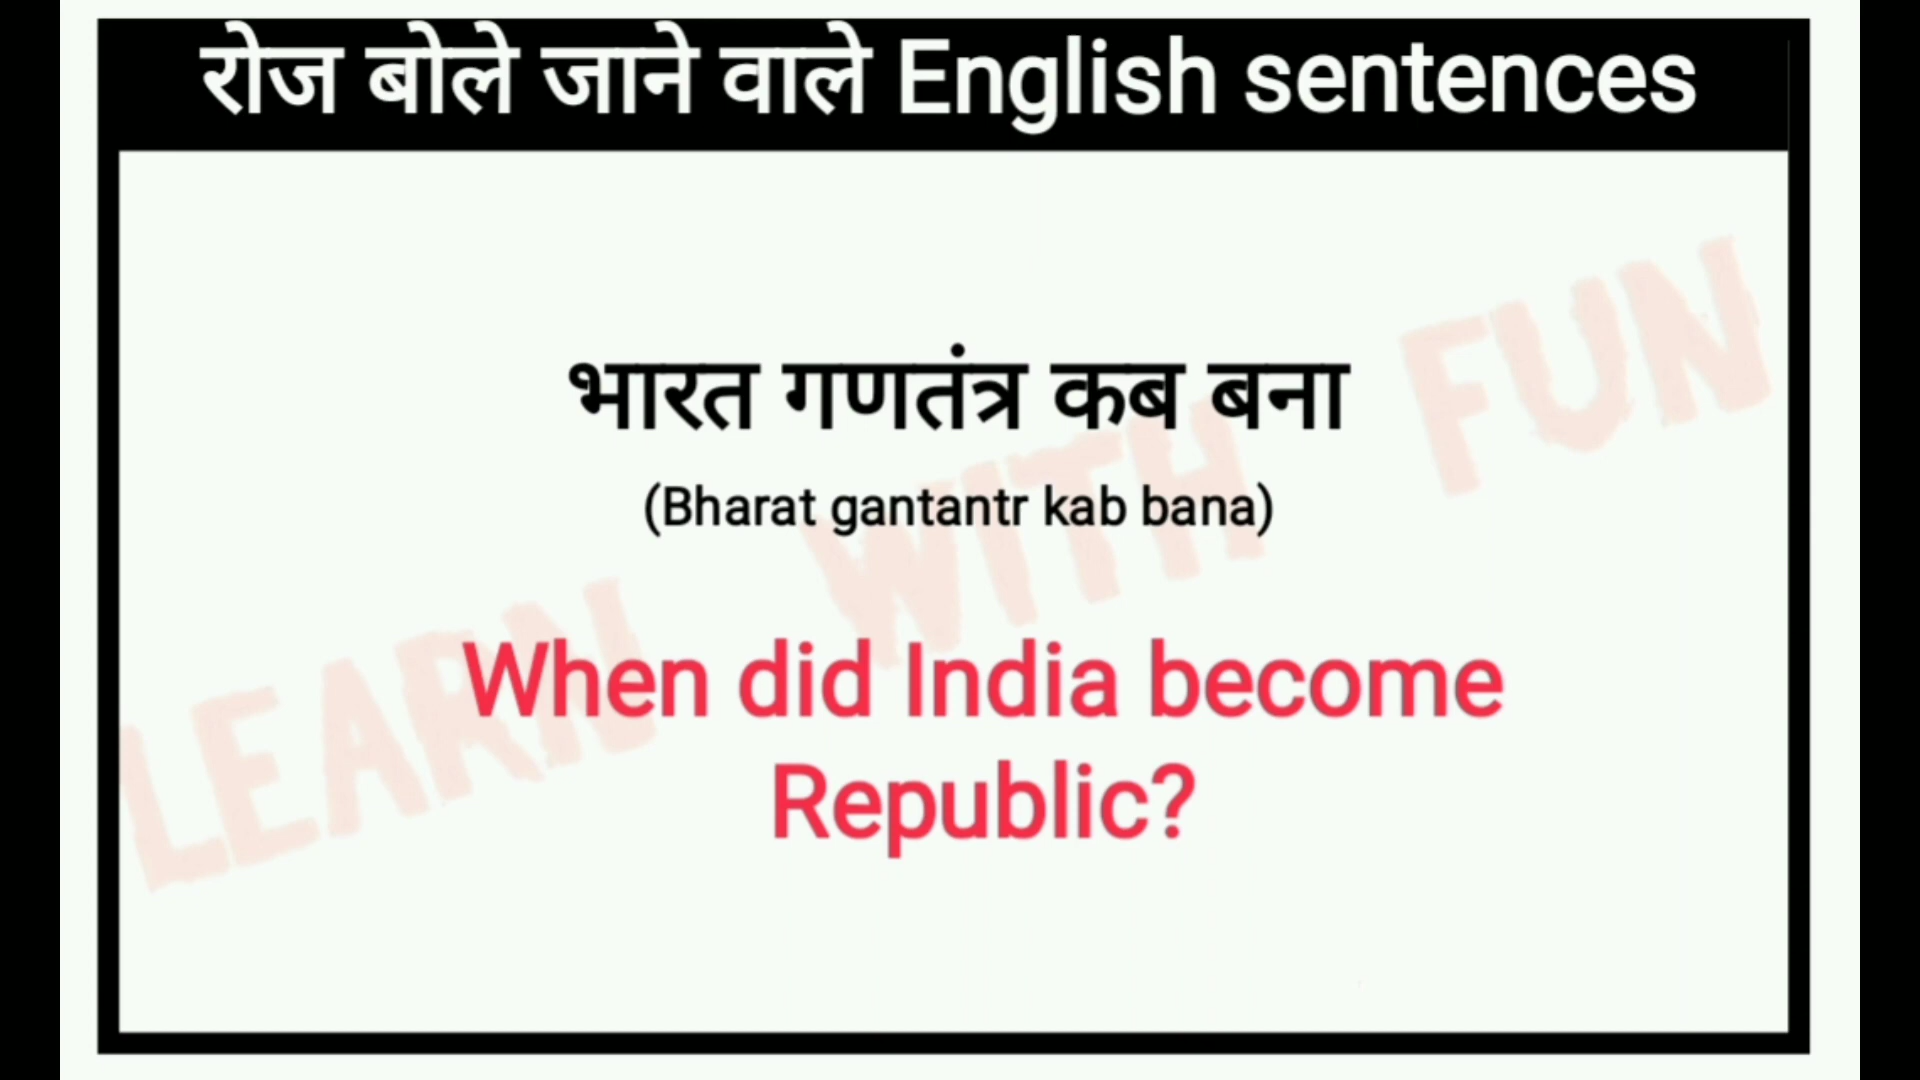 रोज बोले जाने वाले English sentences
भारत गणतंत्र कब बना
(Bharat gantantr kab bana)
LEARN WITH FUN
When did India become
Republic?